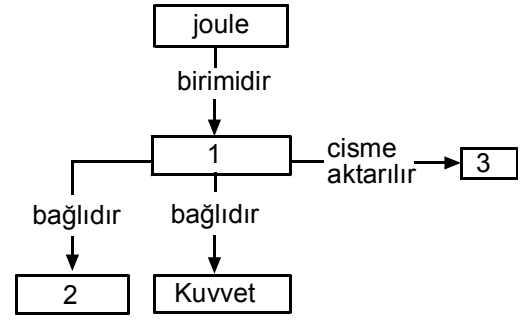 joule
birimidir
1
cisme
aktarılır
3
bağlıdır
bağlıdır
2
Kuvvet